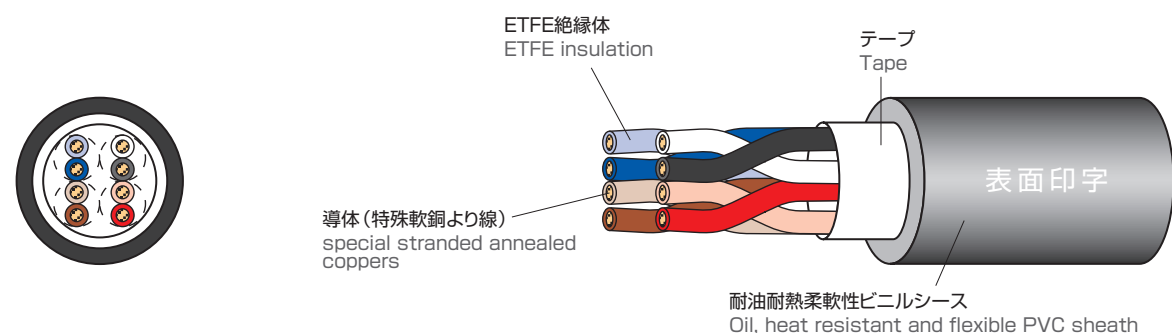 ETFE絶縁体
ETFE insulation
テープ
Tape
表面印字
導体（特殊軟銅より線）
special stranded annealed
coppers
耐油耐熱柔軟性ビニルシース
Oil, heat resistant and flexible PVC sheath